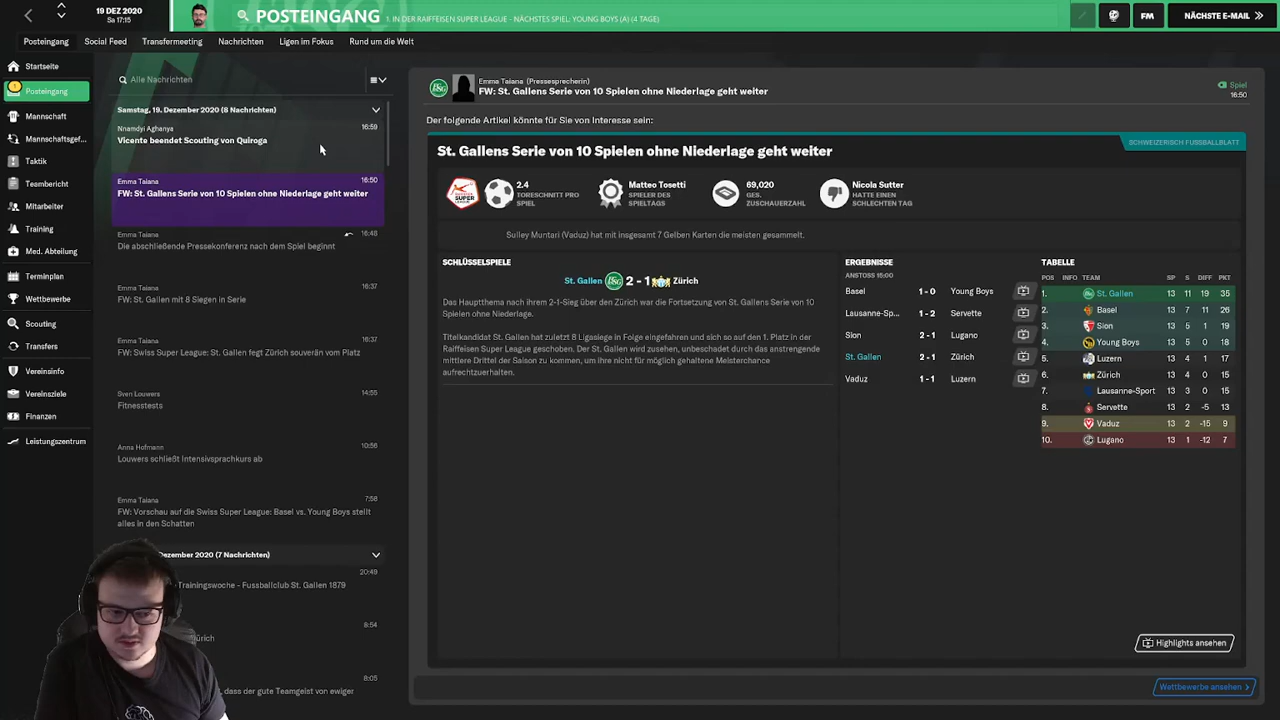 19 DEZ 2020
Sa 17:15
POSTEINGANG
1. IN DER RAIFFEISEN SUPER LEAGUE - NÄCHSTES SPIEL: YOUNG BOYS (A) (4 TAGE)
FM
NÄCHSTE E-MAIL
Posteingang
Social Feed
Transfermeeting
Nachrichten
Ligen im Fokus
Rund um die Welt
Startseite
Posteingang
Mannschaft
Mannschaftsgef...
Taktik
Teambericht
Mitarbeiter
Training
Med. Abteilung
Terminplan
Wettbewerbe
Scouting
Transfers
Vereinsinfo
Vereinsziele
Finanzen
Leistungszentrum
Alle Nachrichten
Samstag, 19. Dezember 2020 (8 Nachrichten)
Nnamdyi Aghanya
16:59
Vicente beendet Scouting von Quiroga
Emma Taiana
16:50
FW: St. Gallens Serie von 10 Spielen ohne Niederlage geht weiter
Emma Taiana
16:48
Die abschließende Pressekonferenz nach dem Spiel beginnt
Emma Taiana
16:37
FW: St. Gallen mit 8 Siegen in Serie
Emma Taiana
16:37
FW: Swiss Super League: St. Gallen fegt Zürich souverän vom Platz
Sven Louwers
14:55
Fitnesstests
Anna Hofmann
10:56
Louwers schließt Intensivsprachkurs ab
Emma Taiana
7:58
FW: Vorschau auf die Swiss Super League: Basel vs. Young Boys stellt
alles in den Schatten
Dezember 2020 (7 Nachrichten)
20:49
Trainingswoche - Fussballclub St. Gallen 1879
8:54
ürich
8:05
dass der gute Teamgeist von ewiger
Emma Taiana (Pressesprecherin)
FW: St. Gallens Serie von 10 Spielen ohne Niederlage geht weiter
Spiel
16:50
Der folgende Artikel könnte für Sie von Interesse sein:
SCHWEIZERISCH FUSSBALLBLATT
St. Gallens Serie von 10 Spielen ohne Niederlage geht weiter
2.4
TORESCHNITT PRO
SPIEL
Matteo Tosetti
SPIELER DES
SPIELTAGS
69,020
GES.
ZUSCHAUERZAHL
Nicola Sutter
HATTE EINEN
SCHLECHTEN TAG
Sulley Muntari (Vaduz) hat mit insgesamt 7 Gelben Karten die meisten gesammelt.
SCHLÜSSELSPIELE
St. Gallen 2 - 1 Zürich
Das Hauptthema nach ihrem 2-1-Sieg über den Zürich war die Fortsetzung von St. Gallens Serie von 10
Spielen ohne Niederlage.
Titelkandidat St. Gallen hat zuletzt 8 Ligasiege in Folge eingefahren und sich so auf den 1. Platz in der
Raiffeisen Super League geschoben. Der St. Gallen wird zusehen, unbeschadet durch das anstrengende
mittlere Drittel der Saison zu kommen, um ihre nicht für möglich gehaltene Meisterchance
aufrechtzuerhalten.
ERGEBNISSE
ANSTOSS 15:00
Basel 1 - 0 Young Boys
Lausanne-Sp... 1 - 2 Servette
Sion 2 - 1 Lugano
St. Gallen 2 - 1 Zürich
Vaduz 1 - 1 Luzern
TABELLE
POS INFO TEAM SP S DIFF PKT
1. St. Gallen 13 11 19 35
2. Basel 13 7 11 26
3. Sion 13 5 1 19
4. Young Boys 13 5 0 18
5. Luzern 13 4 1 17
6. Zürich 13 4 0 15
7. Lausanne-Sport 13 3 0 15
8. Servette 13 2 -5 13
9. Vaduz 13 2 -15 9
10. Lugano 13 1 -12 7
Highlights ansehen
Wettbewerbe ansehen